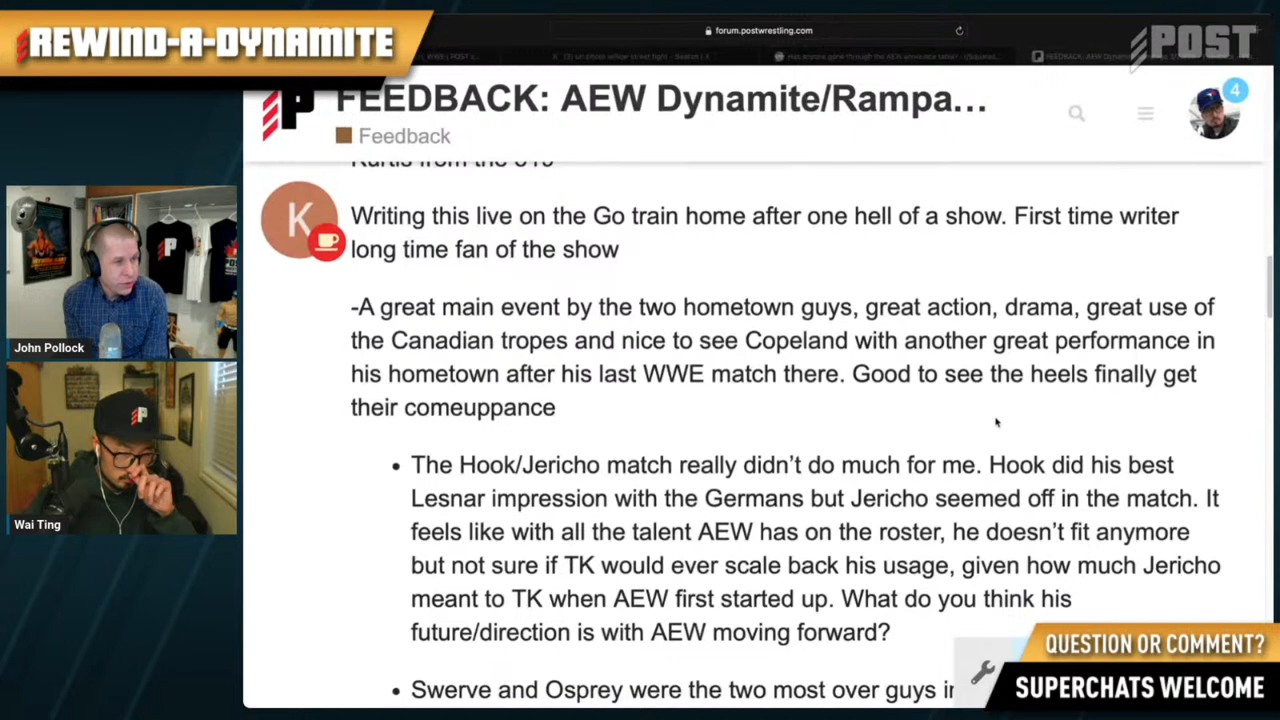 REWIND-A-DYNAMITE
forum.postwrestling.com
POST
FEEDBACK: AEW Dynamite/Rampa…
4
Feedback
K
Writing this live on the Go train home after one hell of a show. First time writer
long time fan of the show
-A great main event by the two hometown guys, great action, drama, great use of
the Canadian tropes and nice to see Copeland with another great performance in
his hometown after his last WWE match there. Good to see the heels finally get
their comeuppance
• The Hook/Jericho match really didn't do much for me. Hook did his best
Lesnar impression with the Germans but Jericho seemed off in the match. It
feels like with all the talent AEW has on the roster, he doesn't fit anymore
but not sure if TK would ever scale back his usage, given how much Jericho
meant to TK when AEW first started up. What do you think his
future/direction is with AEW moving forward?
• Swerve and Osprey were the two most over guys in
John Pollock
Wai Ting
QUESTION OR COMMENT?
SUPERCHATS WELCOME